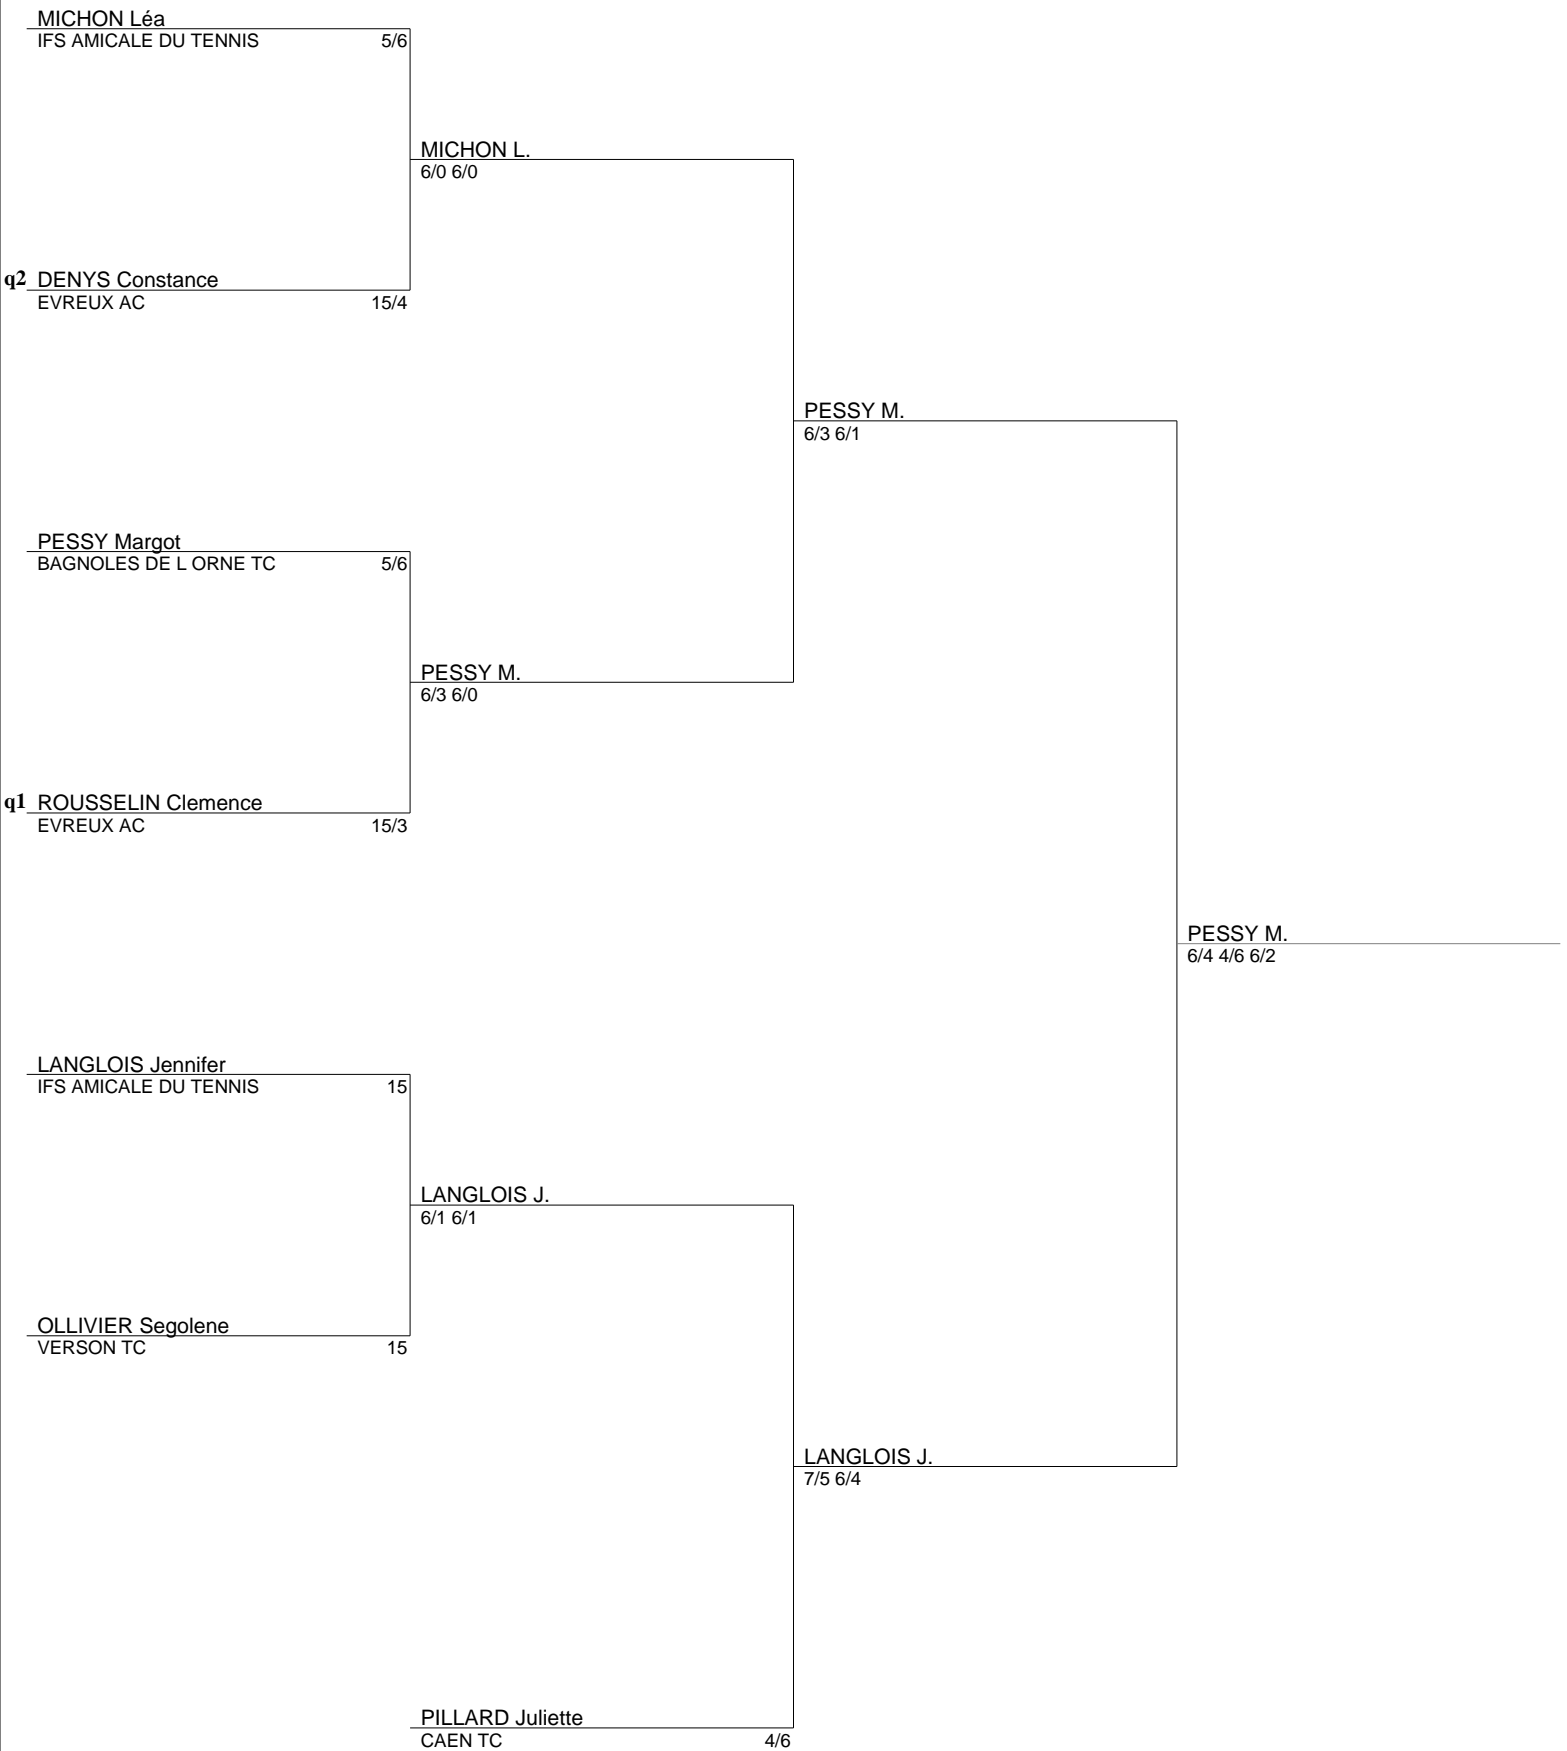 MICHON Léa
IFS AMICALE DU TENNIS 5/6
MICHON L.
6/0 6/0
q2 DENYS Constance
EVREUX AC 15/4
PESSY M.
6/3 6/1
PESSY Margot
BAGNOLES DE L ORNE TC 5/6
PESSY M.
6/3 6/0
q1 ROUSSELIN Clemence
EVREUX AC 15/3
PESSY M.
6/4 4/6 6/2
LANGLOIS Jennifer
IFS AMICALE DU TENNIS 15
LANGLOIS J.
6/1 6/1
OLLIVIER Segolene
VERSON TC 15
LANGLOIS J.
7/5 6/4
PILLARD Juliette
CAEN TC 4/6